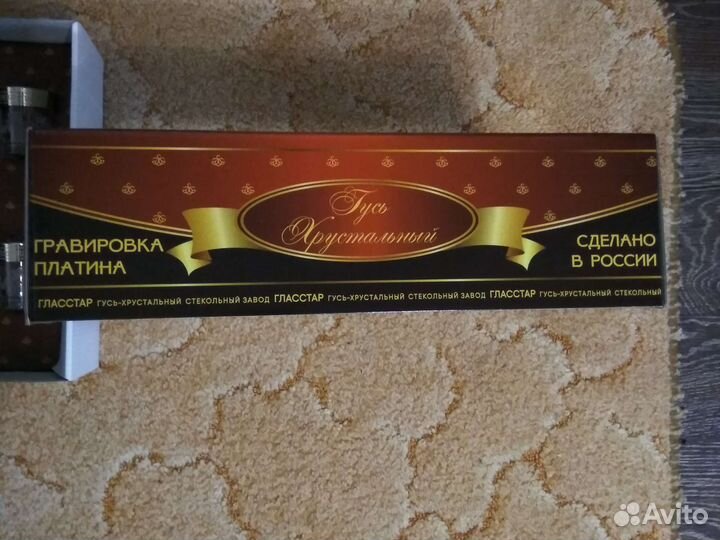 Гусь
Хрустальный
ГРАВИРОВКА
ПЛАТИНА
СДЕЛАНО
В РОССИИ
ГЛАССТАР ГУСЬ-ХРУСТАЛЬНЫЙ СТЕКОЛЬНЫЙ ЗАВОД ГЛАССТАР ГУСЬ-ХРУСТАЛЬНЫЙ СТЕКОЛЬНЫЙ ЗАВОД ГЛАССТАР ГУСЬ-ХРУСТАЛЬНЫЙ СТЕКОЛЬНЫЙ
Avito